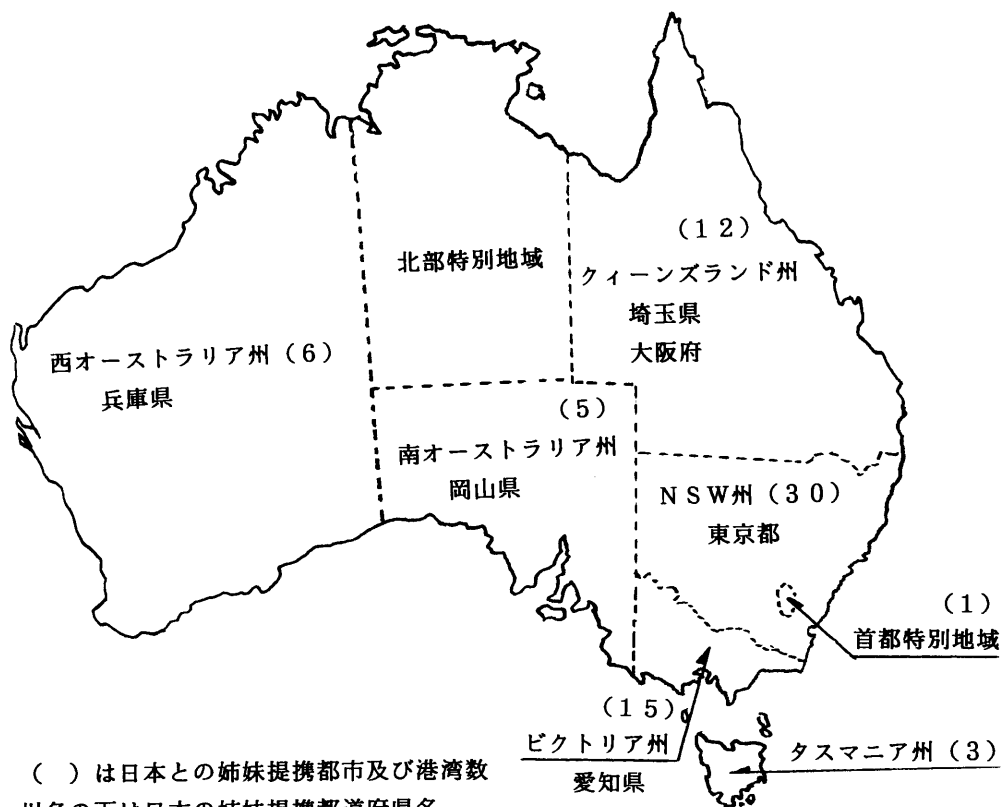 (12)
北部特別地域
クィーンズランド州
埼玉県
大阪府
西オーストラリア州(6)
兵庫県
(5)
南オーストラリア州
岡山県
NSW州(30)
東京都
(1)
首都特別地域
(15)
ビクトリア州
愛知県
タスマニア州(3)
( )は日本との姉妹提携都市及び港湾数